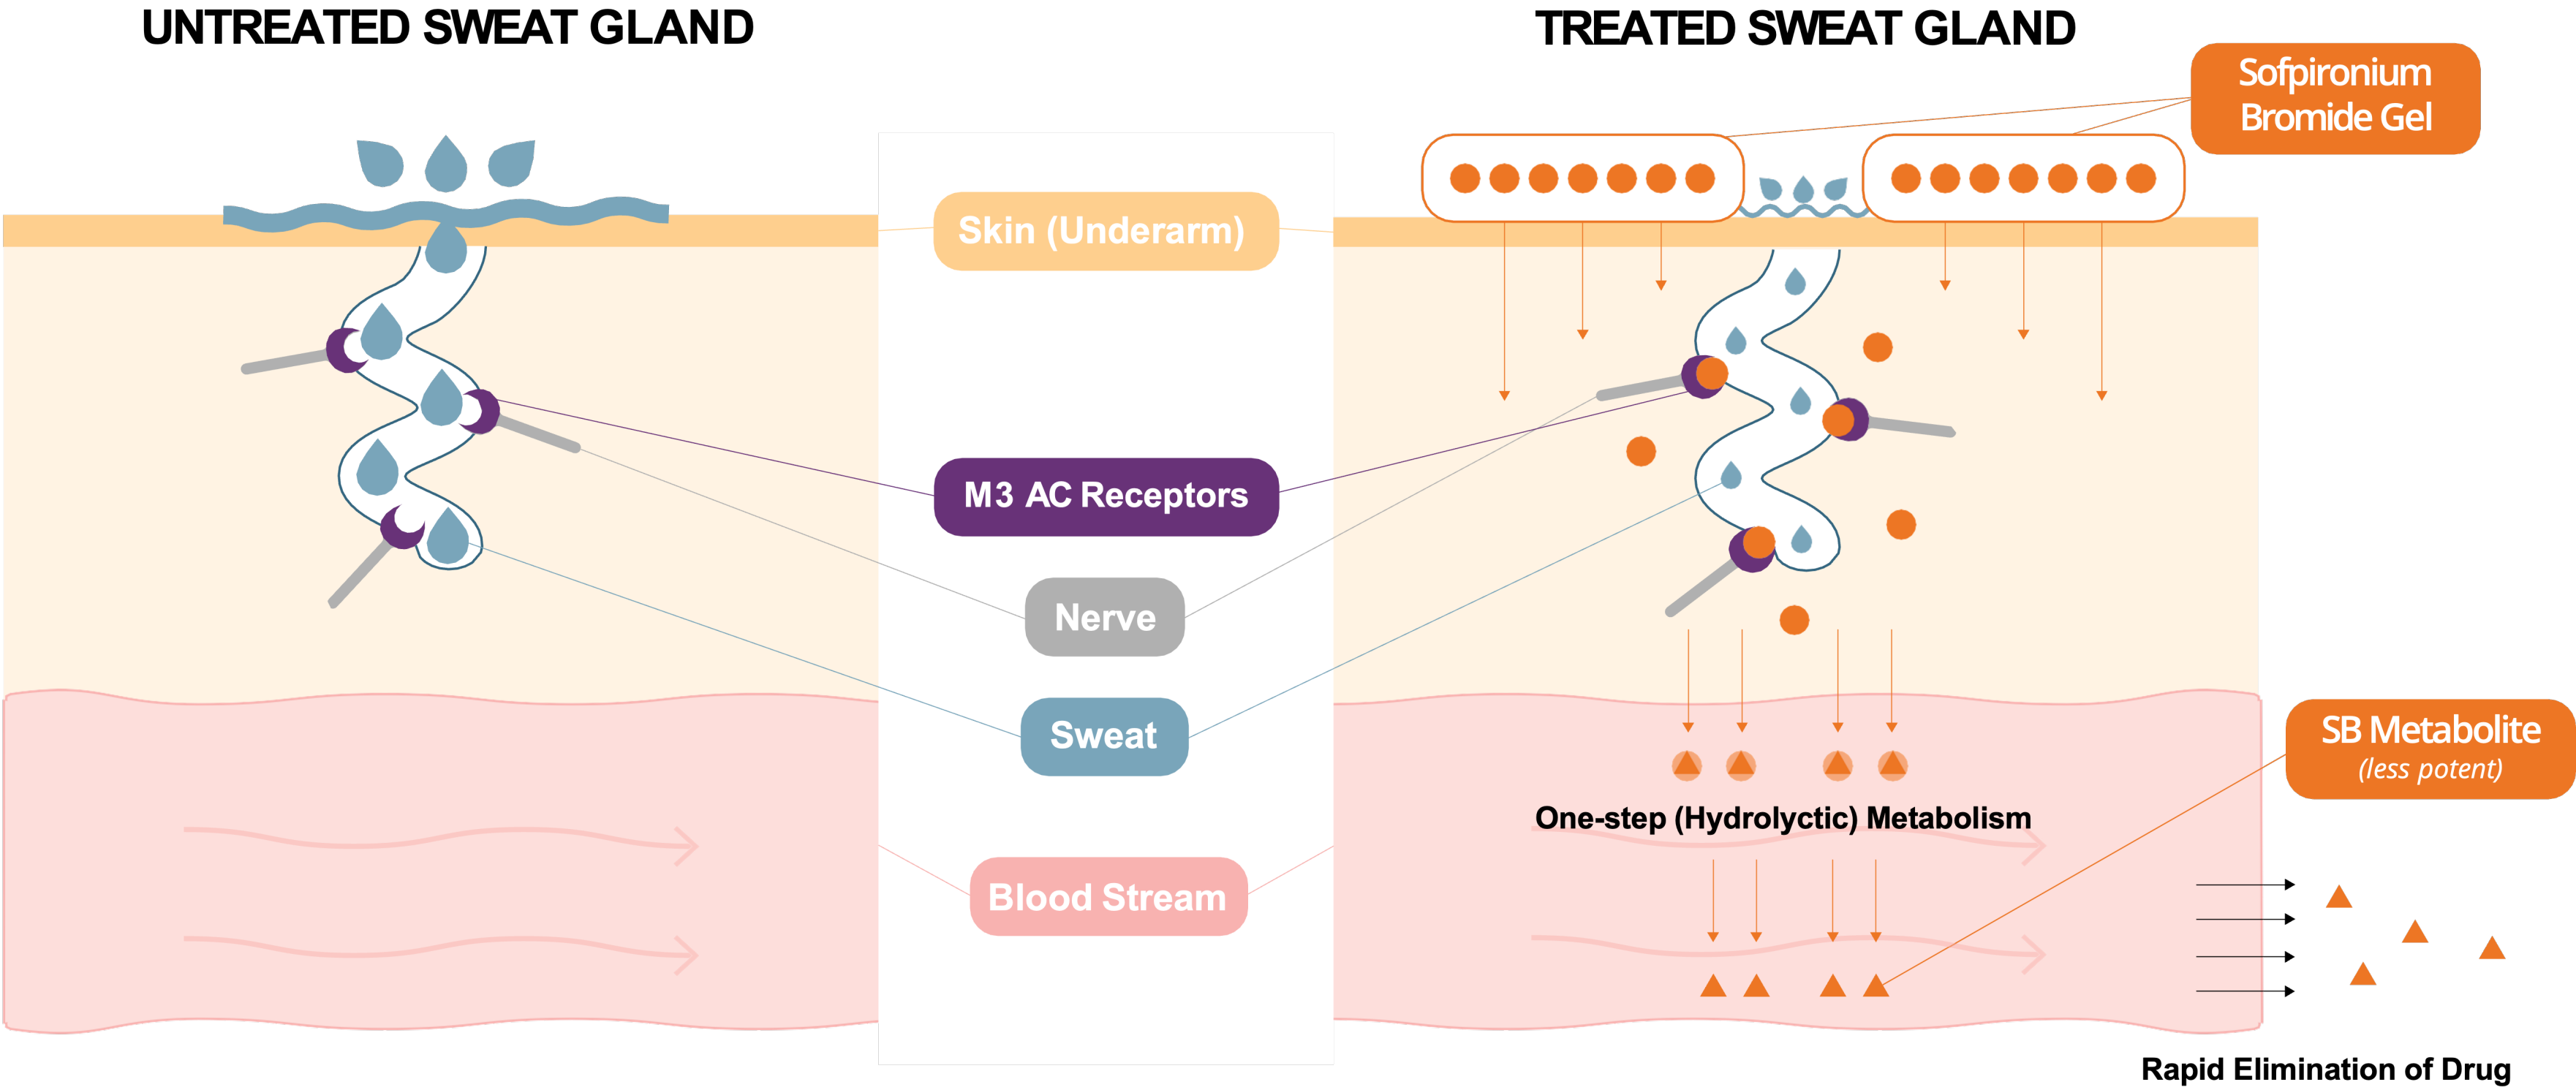 UNTREATED SWEAT GLAND
TREATED SWEAT GLAND
Sofpironium
Bromide Gel
Skin (Underarm)
M3 AC Receptors
Nerve
Sweat
Blood Stream
SB Metabolite
(less potent)
One-step (Hydrolyctic) Metabolism
Rapid Elimination of Drug